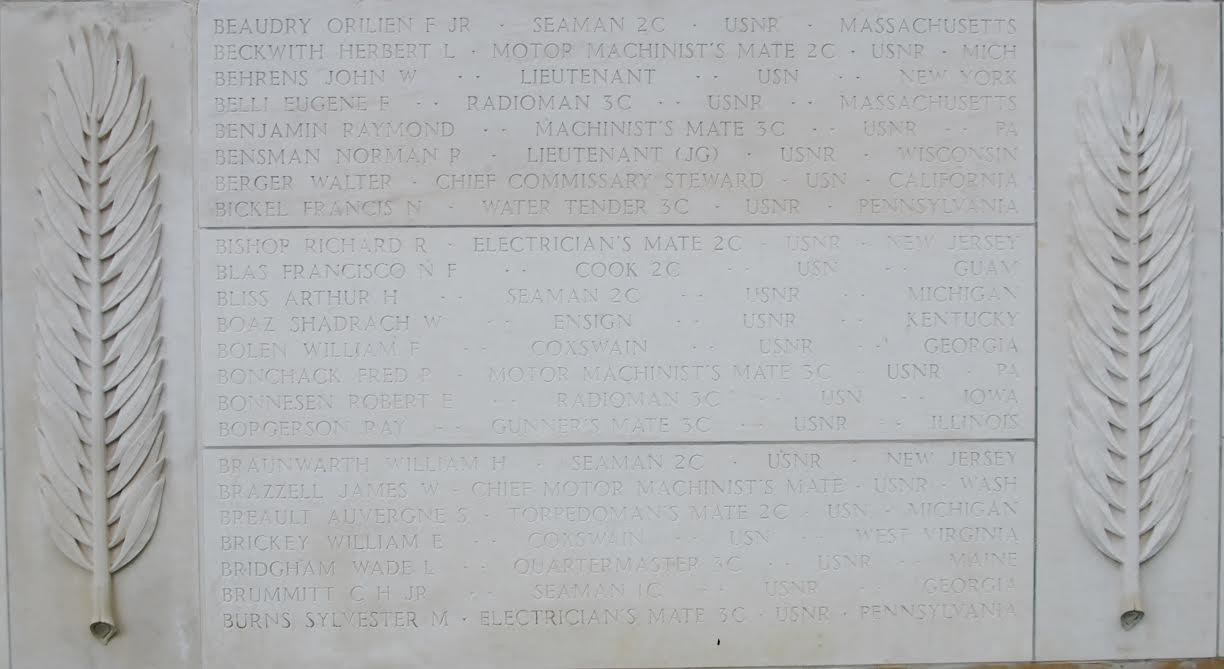 BEAUDRY ORILIEN F JR · SEAMAN 2C · USNR · MASSACHUSETTS
BECKWITH HERBERT L · MOTOR MACHINIST'S MATE 2C · USNR · MICH
BEHRENS JOHN W · · LIEUTENANT · · USN · · NEW YORK
BELLI EUGENE F · · RADIOMAN 3C · · USNR · · MASSACHUSETTS
BENJAMIN RAYMOND · · MACHINIST'S MATE 3C · · USNR · · PA
BENSMAN NORMAN R · LIEUTENANT (JG) · USNR · WISCONSIN
BERGER WALTER · CHIEF COMMISSARY STEWARD · USN · CALIFORNIA
BICKEL FRANCIS N · WATER TENDER 3C · USNR · PENNSYLVANIA
BISHOP RICHARD R · ELECTRICIAN'S MATE 2C · USNR · NEW JERSEY
BLAS FRANCISCO N F · · COOK 2C · · USN · · GUAM
BLISS ARTHUR H · · SEAMAN 2C · · USNR · · MICHIGAN
BOAZ SHADRACH W · · ENSIGN · · USNR · · KENTUCKY
BOLEN WILLIAM F · · COXSWAIN · · USNR · · GEORGIA
BONCHACK FRED P · MOTOR MACHINIST'S MATE 3C · USNR · PA
BONNESEN ROBERT E · · RADIOMAN 3C · · USN · · IOWA
BORGERSON RAY · · GUNNER'S MATE 3C · · USNR · · ILLINOIS
BRAUNWARTH WILLIAM H · SEAMAN 2C · USNR · NEW JERSEY
BRAZZELL JAMES W · CHIEF MOTOR MACHINIST'S MATE · USNR · WASH
BREAULT AUVERGNE S · TORPEDOMAN'S MATE 2C · USN · MICHIGAN
BRICKEY WILLIAM E · · COXSWAIN · · USN · · WEST VIRGINIA
BRIDGHAM WADE L · · QUARTERMASTER 3C · · USNR · · MAINE
BRUMMITT C H JR · · SEAMAN 1C · · USNR · · GEORGIA
BURNS SYLVESTER M · ELECTRICIAN'S MATE 3C · USNR · PENNSYLVANIA